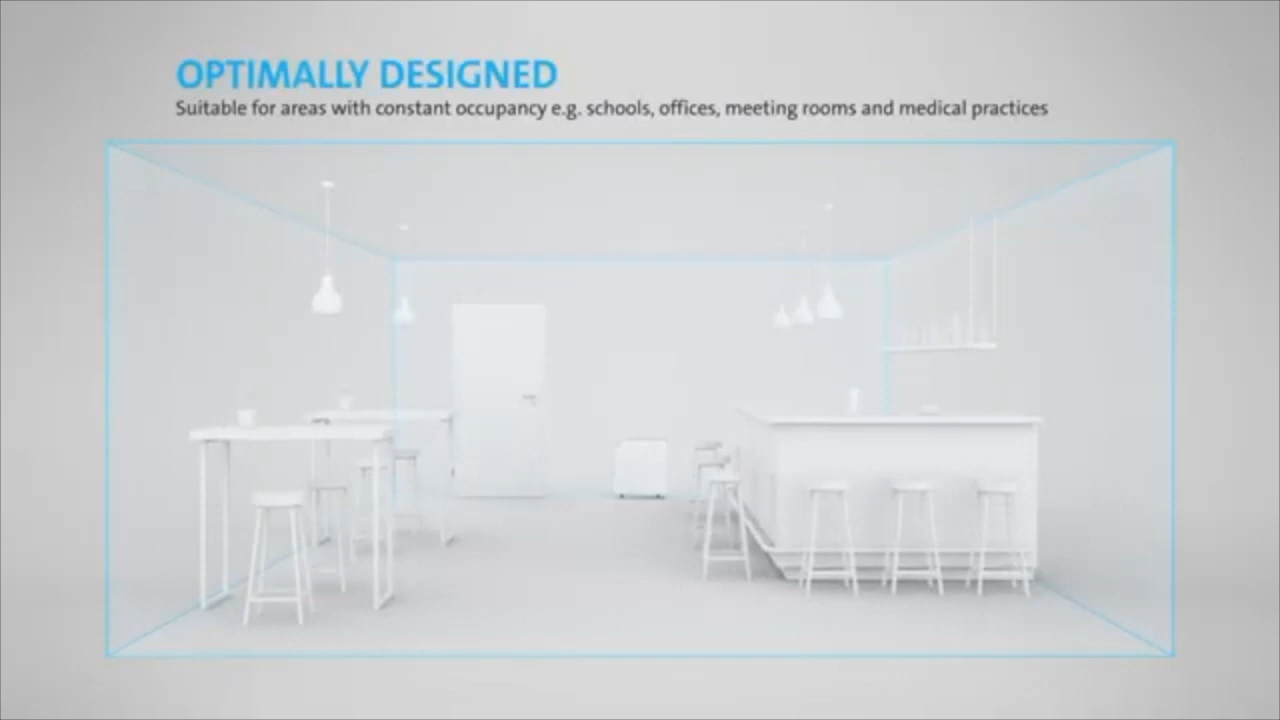 OPTIMALLY DESIGNED
Suitable for areas with constant occupancy e.g. schools, offices, meeting rooms and medical practices